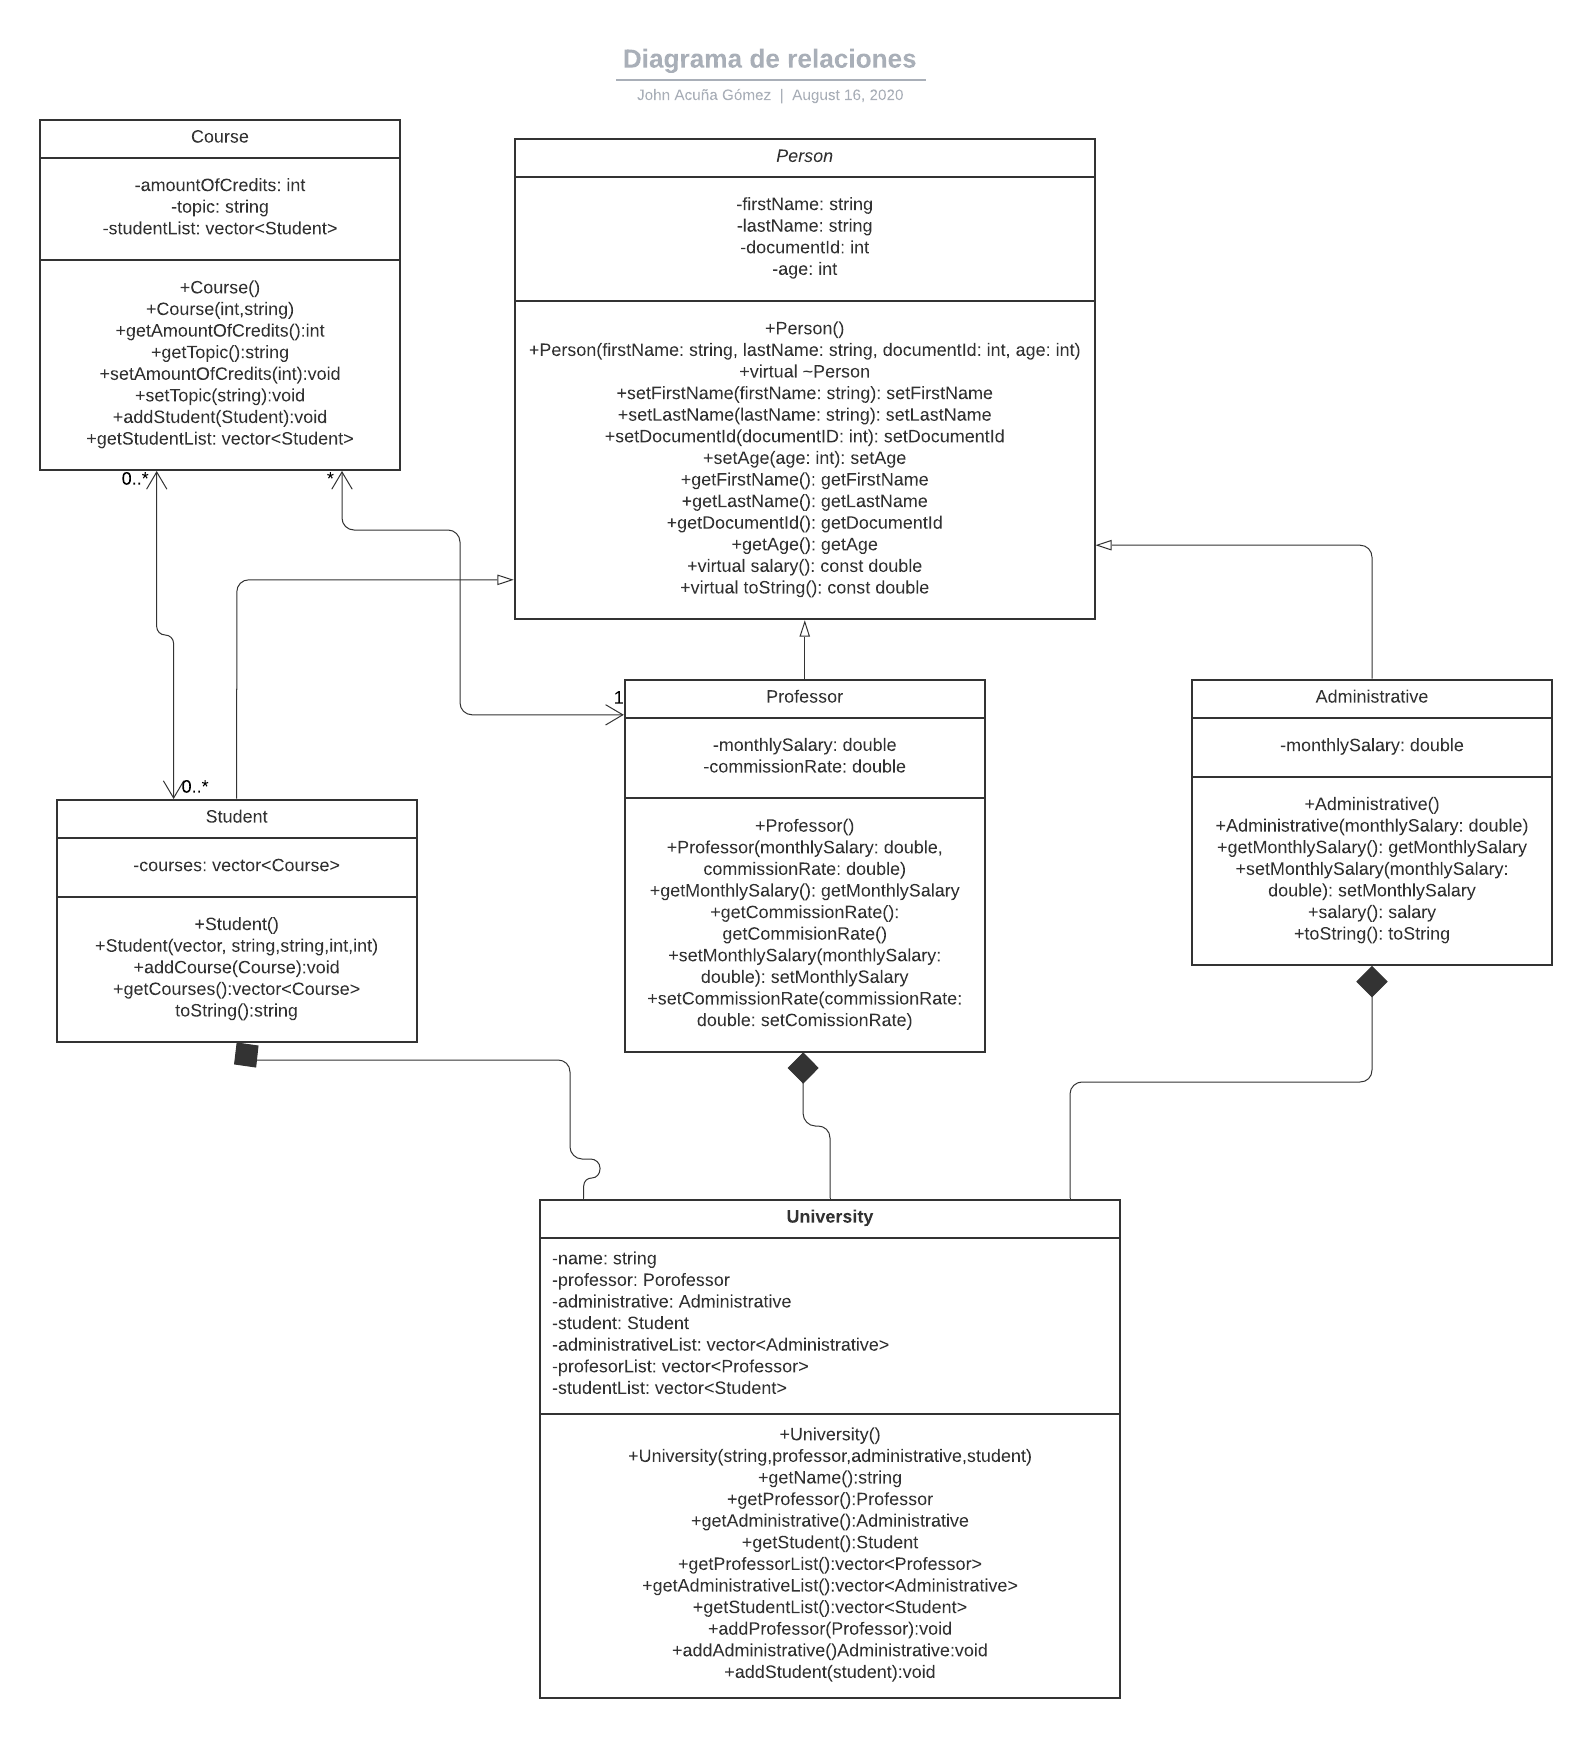 Diagrama de relaciones
John Acuña Gómez | August 16, 2020
Course
-amountOfCredits: int
-topic: string
-studentList: vector<Student>
+Course()
+Course(int,string)
+getAmountOfCredits():int
+getTopic():string
+setAmountOfCredits(int):void
+setTopic(string):void
+addStudent(Student):void
+getStudentList: vector<Student>
0..*
*
Person
-firstName: string
-lastName: string
-documentId: int
-age: int
+Person()
+Person(firstName: string, lastName: string, documentId: int, age: int)
+virtual ~Person
+setFirstName(firstName: string): setFirstName
+setLastName(lastName: string): setLastName
+setDocumentId(documentID: int): setDocumentId
+setAge(age: int): setAge
+getFirstName(): getFirstName
+getLastName(): getLastName
+getDocumentId(): getDocumentId
+getAge(): getAge
+virtual salary(): const double
+virtual toString(): const double
0..*
Student
-courses: vector<Course>
+Student()
+Student(vector, string,string,int,int)
+addCourse(Course):void
+getCourses():vector<Course>
toString():string
1
Professor
-monthlySalary: double
-commissionRate: double
+Professor()
+Professor(monthlySalary: double,
commissionRate: double)
+getMonthlySalary(): getMonthlySalary
+getCommissionRate():
getCommisionRate()
+setMonthlySalary(monthlySalary:
double): setMonthlySalary
+setCommissionRate(commissionRate:
double: setComissionRate)
Administrative
-monthlySalary: double
+Administrative()
+Administrative(monthlySalary: double)
+getMonthlySalary(): getMonthlySalary
+setMonthlySalary(monthlySalary:
double): setMonthlySalary
+salary(): salary
+toString(): toString
University
-name: string
-professor: Porofessor
-administrative: Administrative
-student: Student
-administrativeList: vector<Administrative>
-profesorList: vector<Professor>
-studentList: vector<Student>
+University()
+University(string,professor,administrative,student)
+getName():string
+getProfessor():Professor
+getAdministrative():Administrative
+getStudent():Student
+getProfessorList():vector<Professor>
+getAdministrativeList():vector<Administrative>
+getStudentList():vector<Student>
+addProfessor(Professor):void
+addAdministrative()Administrative:void
+addStudent(student):void